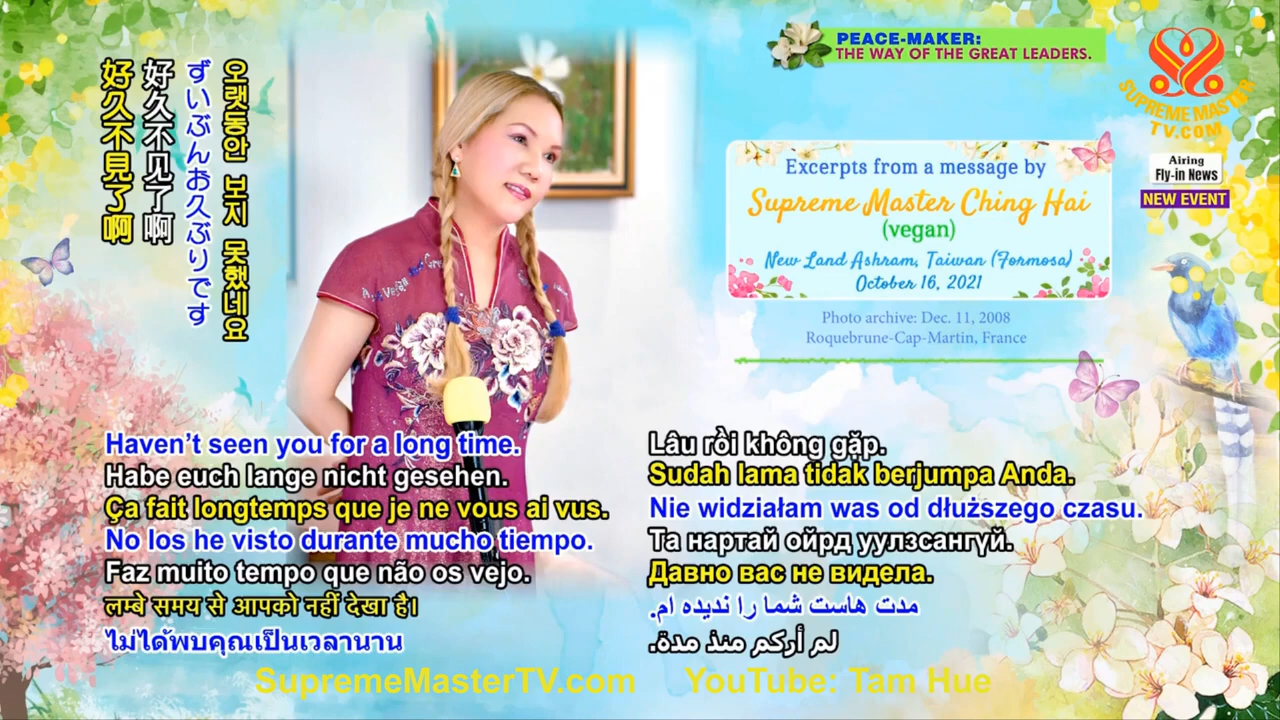 PEACE-MAKER:
THE WAY OF THE GREAT LEADERS.
SUPREME MASTER
TV.COM
Airing
Fly-in News
NEW EVENT
Excerpts from a message by
Supreme Master Ching Hai
(vegan)
New Land Ashram, Taiwan (Formosa)
October 16, 2021
Photo archive: Dec. 11, 2008
Roquebrune-Cap-Martin, France
오랫동안 보지 못했네요
ずいぶんお久ぶりです
好久不见了啊
好久不見了啊
Haven’t seen you for a long time.
Habe euch lange nicht gesehen.
Ça fait longtemps que je ne vous ai vus.
No los he visto durante mucho tiempo.
Faz muito tempo que não os vejo.
लम्बे समय से आपको नहीं देखा है।
ไม่ได้พบคุณเป็นเวลานาน
Lâu rồi không gặp.
Sudah lama tidak berjumpa Anda.
Nie widziałam was od dłuższego czasu.
Та нартай ойрд уулзсангүй.
Давно вас не видела.
مدت هاست شما را ندیده ام.
لم أركم منذ مدة.
SupremeMasterTV.com YouTube: Tam Hue